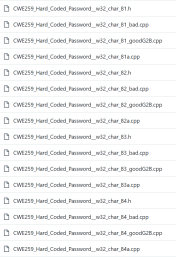 CWE259_Hard_Coded_Password__w32_char_81.h
CWE259_Hard_Coded_Password__w32_char_81_bad.cpp
CWE259_Hard_Coded_Password__w32_char_81_goodG2B.cpp
CWE259_Hard_Coded_Password__w32_char_81a.cpp
CWE259_Hard_Coded_Password__w32_char_82.h
CWE259_Hard_Coded_Password__w32_char_82_bad.cpp
CWE259_Hard_Coded_Password__w32_char_82_goodG2B.cpp
CWE259_Hard_Coded_Password__w32_char_82a.cpp
CWE259_Hard_Coded_Password__w32_char_83.h
CWE259_Hard_Coded_Password__w32_char_83_bad.cpp
CWE259_Hard_Coded_Password__w32_char_83_goodG2B.cpp
CWE259_Hard_Coded_Password__w32_char_83a.cpp
CWE259_Hard_Coded_Password__w32_char_84.h
CWE259_Hard_Coded_Password__w32_char_84_bad.cpp
CWE259_Hard_Coded_Password__w32_char_84_goodG2B.cpp
CWE259_Hard_Coded_Password__w32_char_84a.cpp